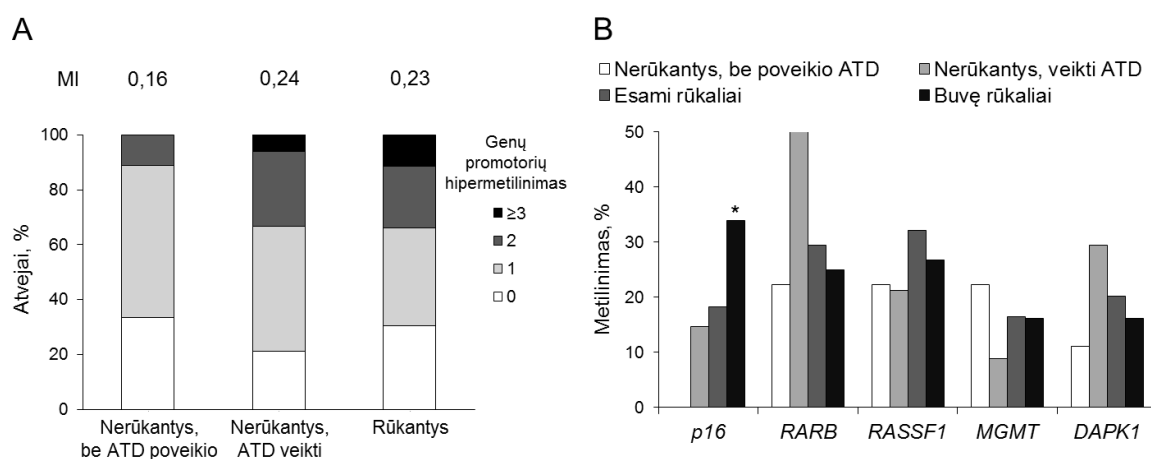 A
MI 0,16 0,24 0,23
Genų
promotorių
hipermetilinimas
≥3
2
1
0
Atvejai, %
100
80
60
40
20
0
Nerūkantys,
be ATD poveikio
Nerūkantys,
ATD veikti
Rūkantys
B
Nerūkantys, be poveikio ATD
Nerūkantys, veikti ATD
Esami rūkaliai
Buvę rūkaliai
Metilinimas, %
50
40
30
20
10
0
*
p16 RARB RASSF1 MGMT DAPK1